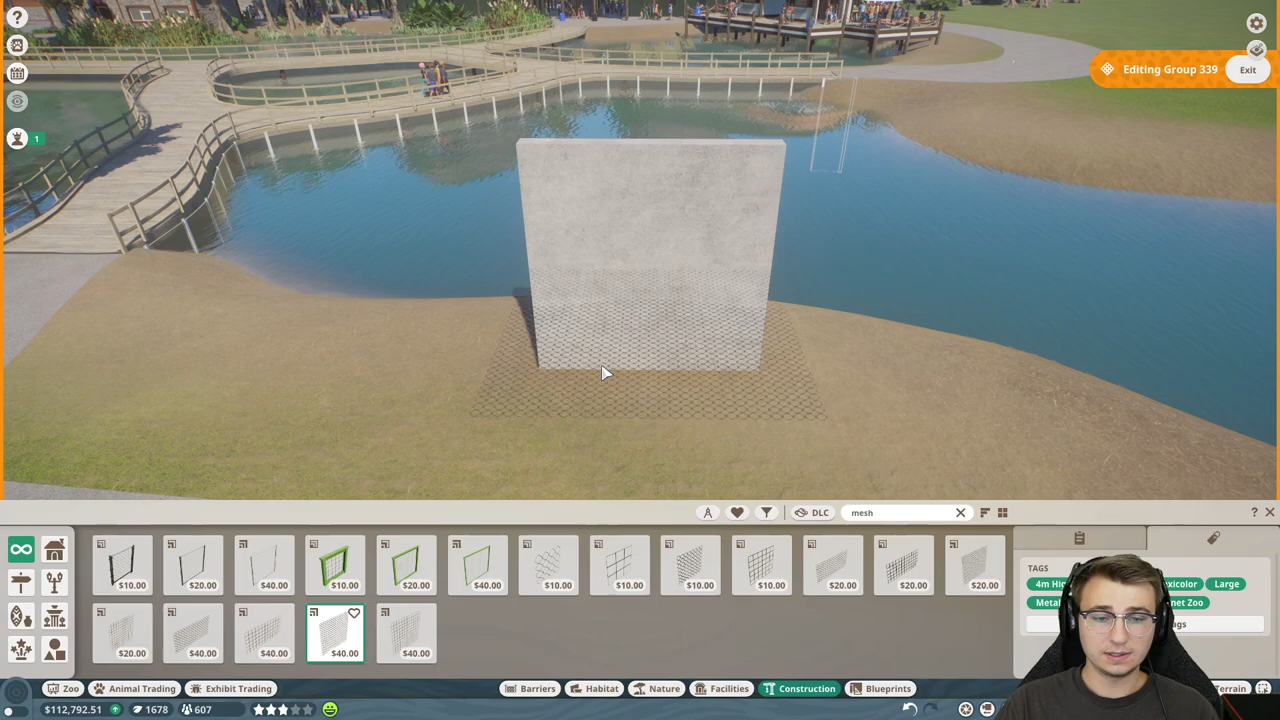 ?
Editing Group 339
Exit
1
DLC
mesh
?
$10.00
$20.00
$40.00
$10.00
$20.00
$40.00
$10.00
$10.00
$10.00
$10.00
$20.00
$20.00
$20.00
$20.00
$40.00
$40.00
$40.00
$40.00
TAGS
Large
Zoo
Animal Trading
Exhibit Trading
Barriers
Habitat
Nature
Facilities
Construction
Blueprints
$112,792.51
1678
607